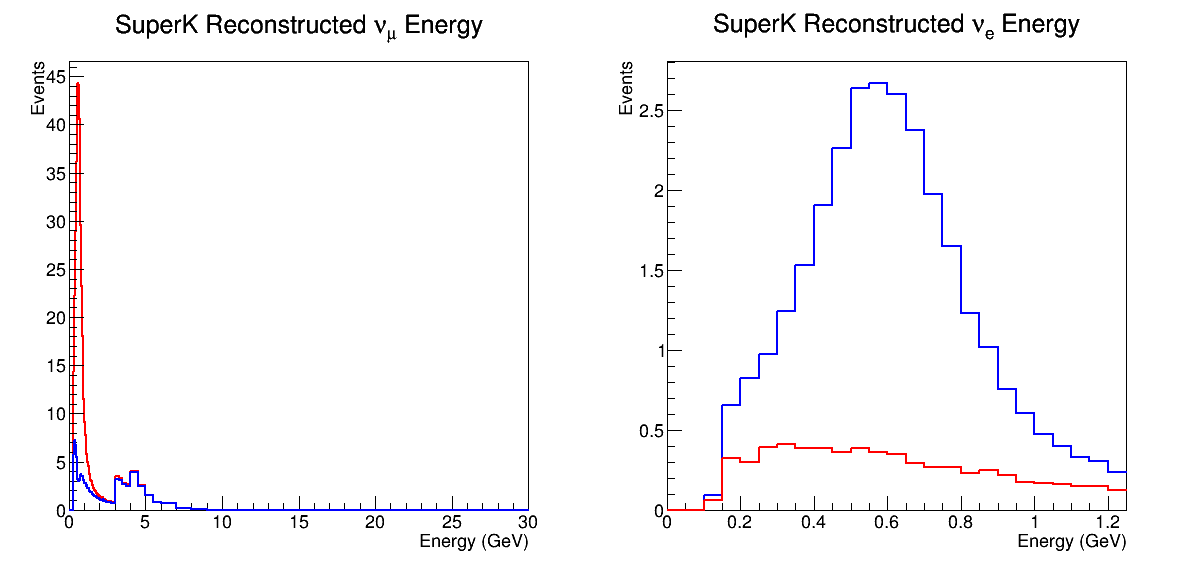 SuperK Reconstructed νμ Energy
Events
45
40
35
30
25
20
15
10
5
0
0 5 10 15 20 25 30
Energy (GeV)
SuperK Reconstructed νe Energy
Events
2.5
2
1.5
1
0.5
0
0 0.2 0.4 0.6 0.8 1 1.2
Energy (GeV)